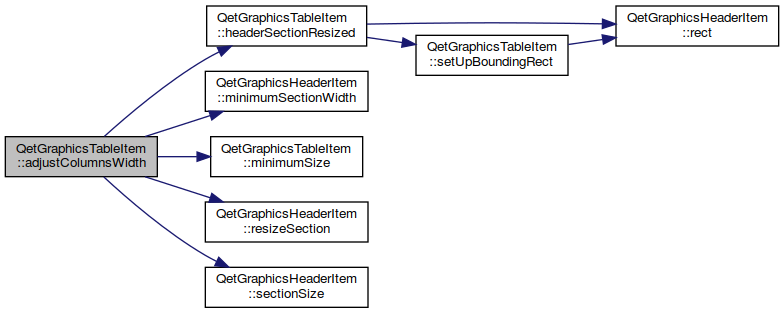 QetGraphicsTableItem
::adjustColumnsWidth
QetGraphicsTableItem
::headerSectionResized
QetGraphicsTableItem
::setUpBoundingRect
QetGraphicsHeaderItem
::rect
QetGraphicsHeaderItem
::minimumSectionWidth
QetGraphicsTableItem
::minimumSize
QetGraphicsHeaderItem
::resizeSection
QetGraphicsHeaderItem
::sectionSize